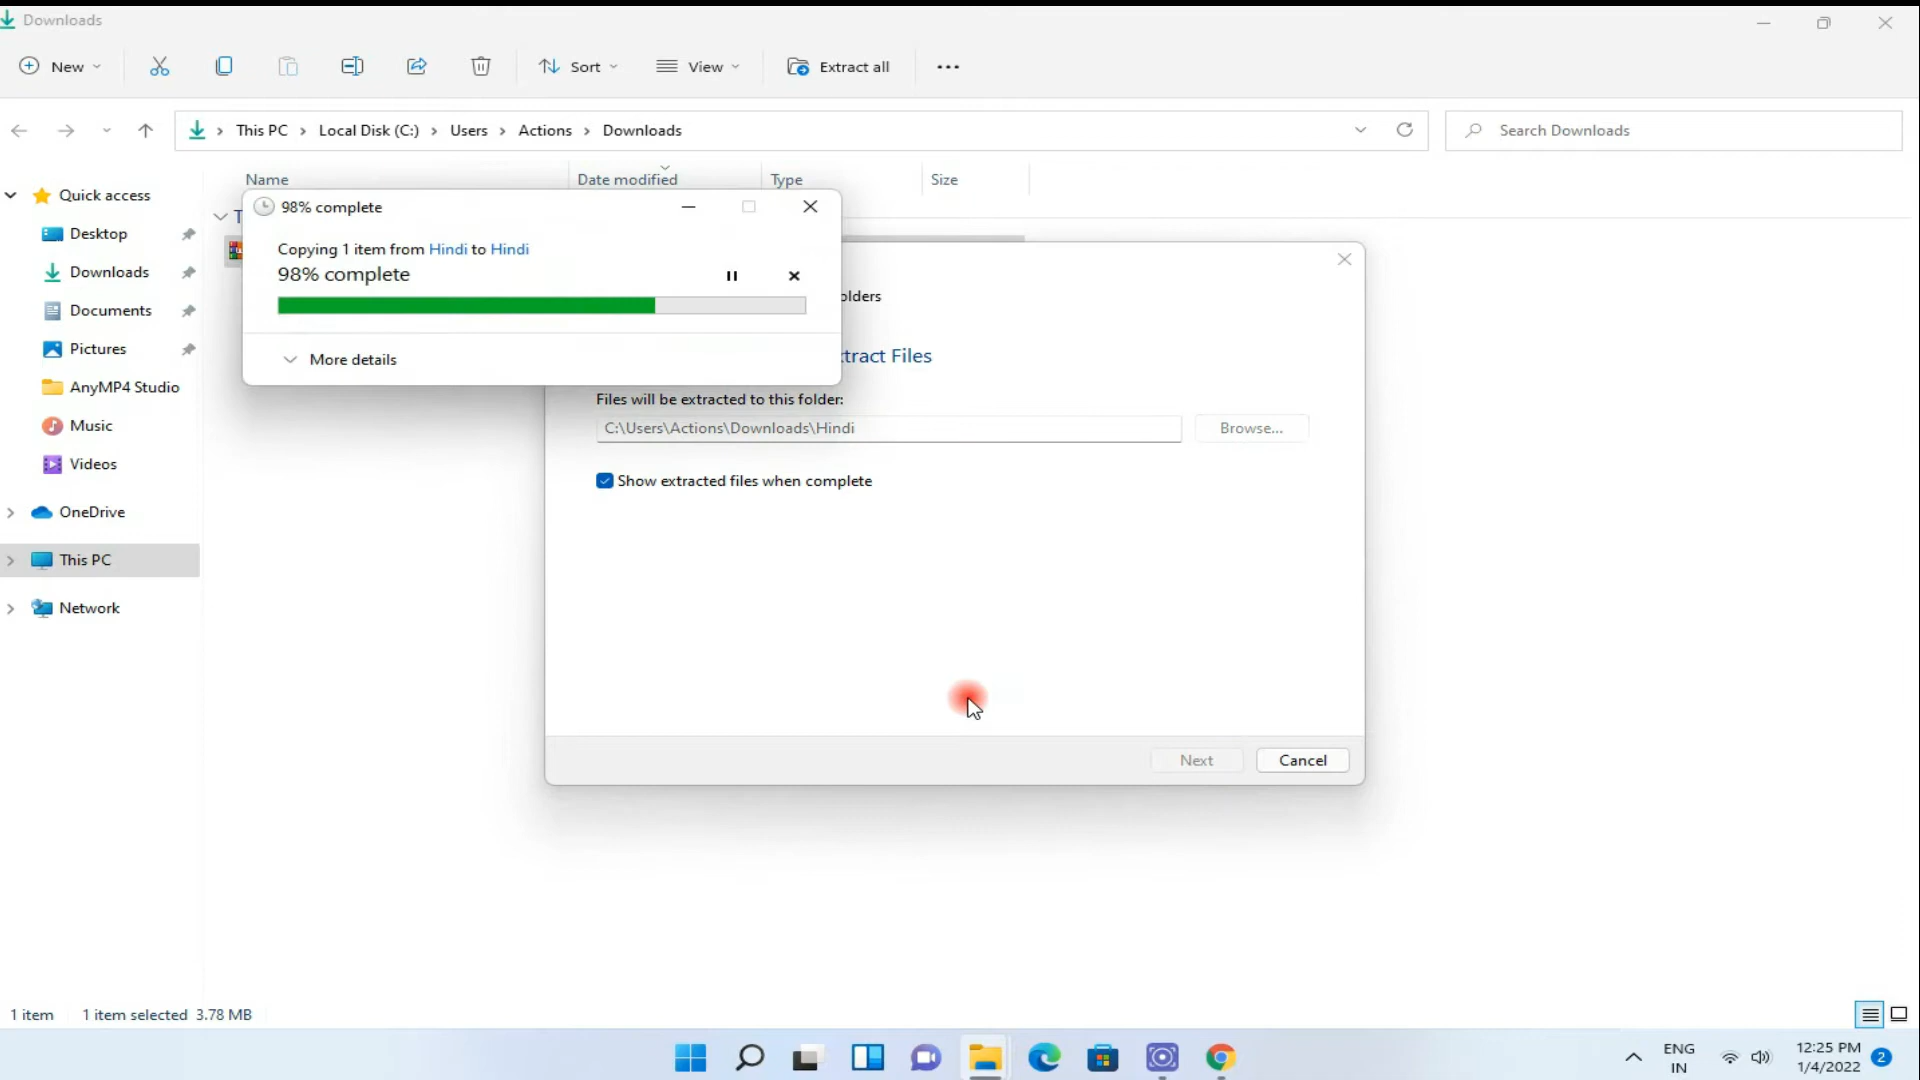 Downloads
New
Sort
View
Extract all
This PC
Local Disk (C:)
Users
Actions
Downloads
Search Downloads
Name
Date modified
Type
Size
Quick access
Desktop
Downloads
Documents
Pictures
AnyMP4 Studio
Music
Videos
OneDrive
This PC
Network
98% complete
Copying 1 item from Hindi to Hindi
98% complete
More details
Files
Files will be extracted to this folder:
C:\Users\Actions\Downloads\Hindi
Browse...
Show extracted files when complete
Next
Cancel
1 item
1 item selected 3.78 MB
ENG
IN
12:25 PM
1/4/2022
2